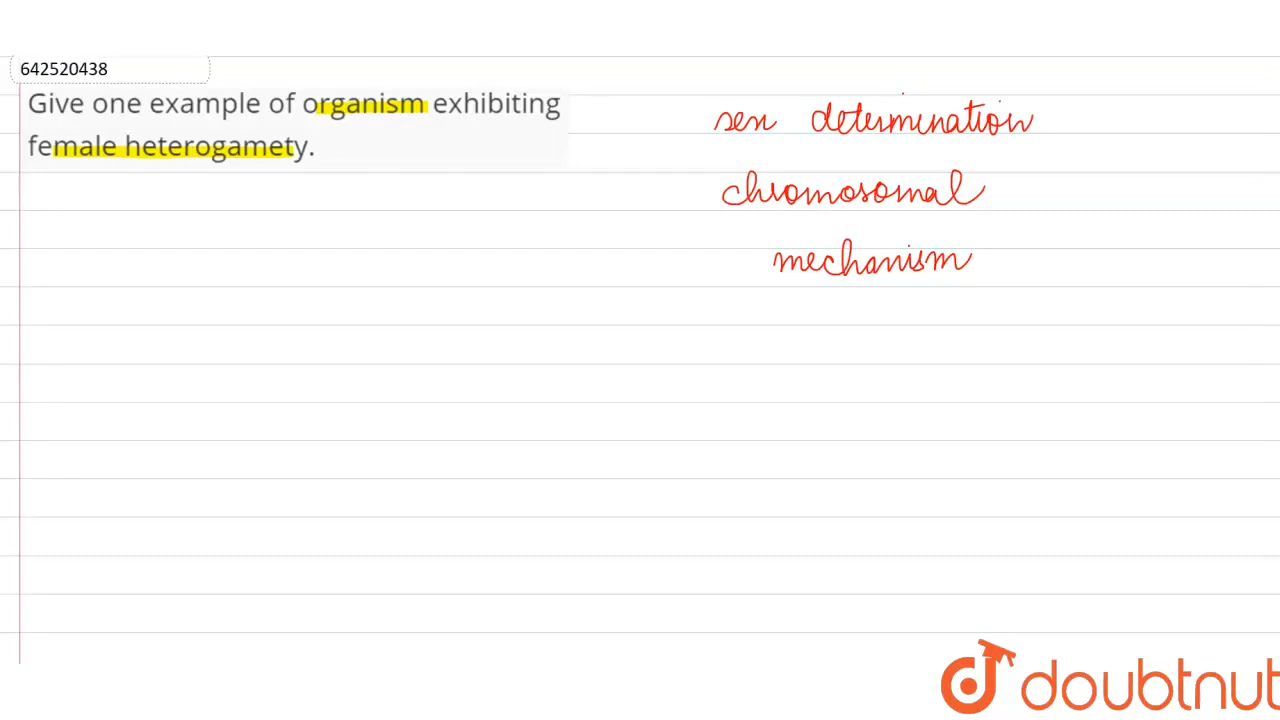 642520438
Give one example of organism exhibiting
female heterogamety.
sex determination
chromosomal
mechanism
doubtnut